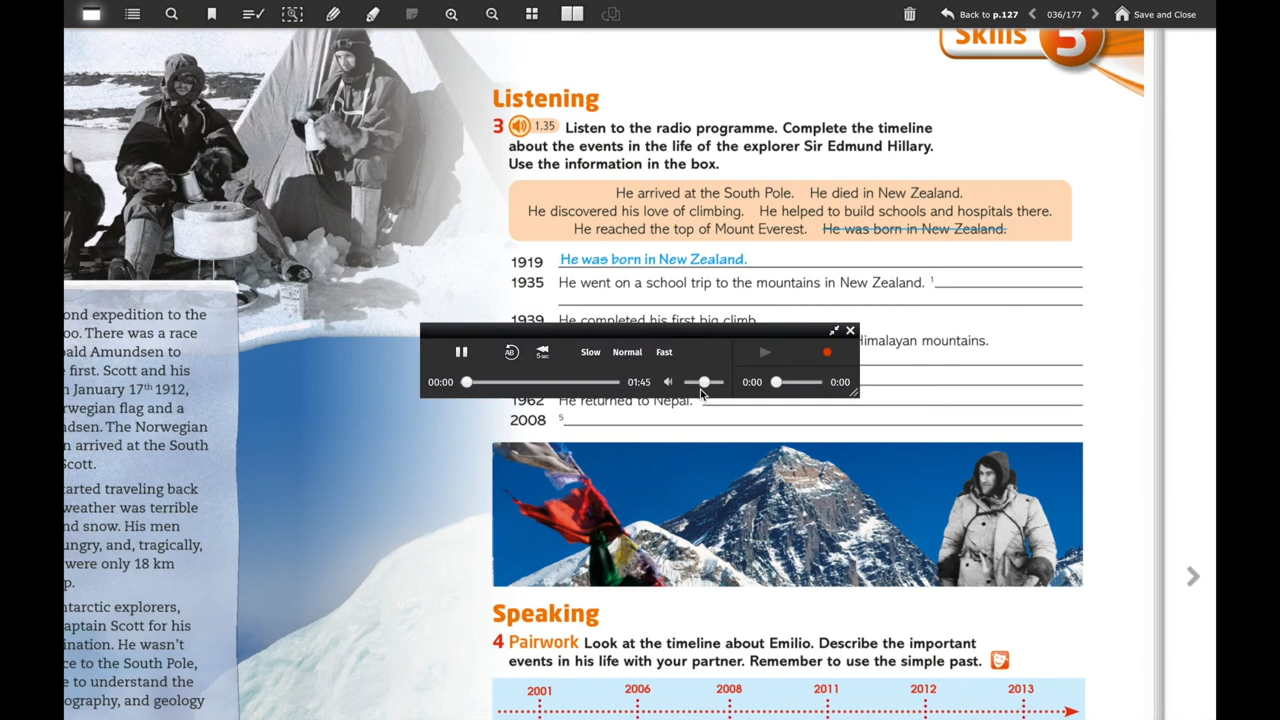 Back to p.127
036/177
Save and Close
Skills 3
Listening
3 1.35 Listen to the radio programme. Complete the timeline
about the events in the life of the explorer Sir Edmund Hillary.
Use the information in the box.
He arrived at the South Pole. He died in New Zealand.
He discovered his love of climbing. He helped to build schools and hospitals there.
He reached the top of Mount Everest. He was born in New Zealand.
1919 He was born in New Zealand.
1935 He went on a school trip to the mountains in New Zealand. 1
1939 He completed his first big climb.
Himalayan mountains.
1962 He returned to Nepal.
2008 5
AB
5 sec
Slow Normal Fast
00:00 01:45 0:00 0:00
ond expedition to the
oo. There was a race
oald Amundsen to
first. Scott and his
n January 17th 1912,
rwegian flag and a
ndsen. The Norwegian
n arrived at the South
Scott.
tarted traveling back
weather was terrible
nd snow. His men
ungry, and, tragically,
were only 18 km
p.
ntarctic explorers,
aptain Scott for his
ination. He wasn't
ce to the South Pole,
e to understand the
ography, and geology
Speaking
4 Pairwork Look at the timeline about Emilio. Describe the important
events in his life with your partner. Remember to use the simple past.
2001 2006 2008 2011 2012 2013